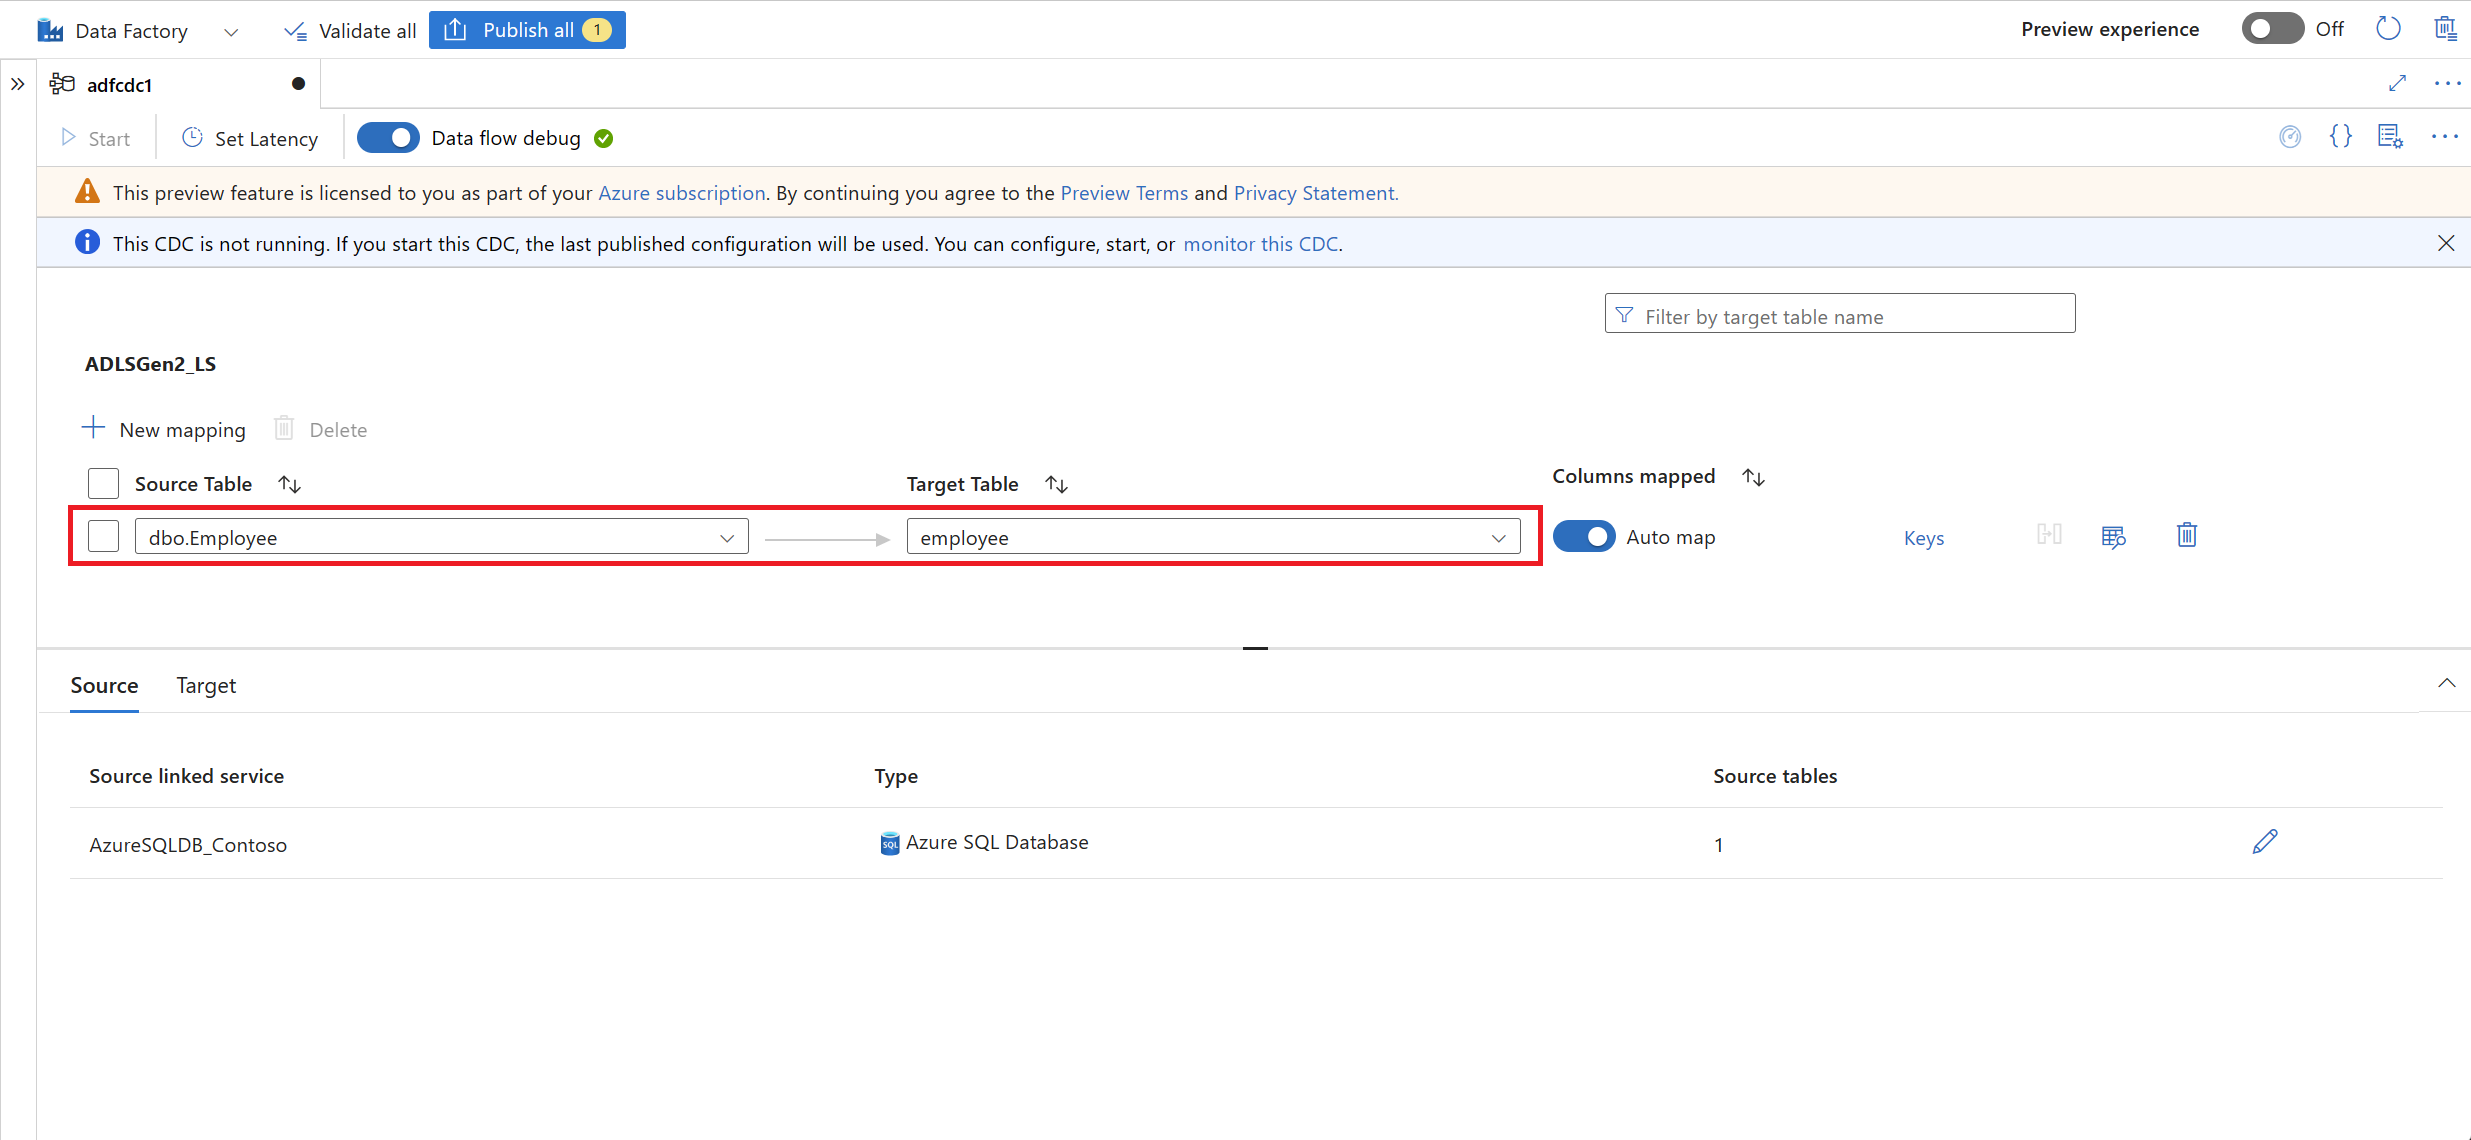 Data Factory Validate all Publish all 1 Preview experience Off
adfcdc1
Start Set Latency Data flow debug
This preview feature is licensed to you as part of your Azure subscription. By continuing you agree to the Preview Terms and Privacy Statement.
This CDC is not running. If you start this CDC, the last published configuration will be used. You can configure, start, or monitor this CDC.
Filter by target table name
ADLSGen2_LS
New mapping Delete
Source Table Target Table Columns mapped
dbo.Employee employee Auto map Keys
Source Target
Source linked service Type Source tables
AzureSQLDB_Contoso SQL Azure SQL Database 1